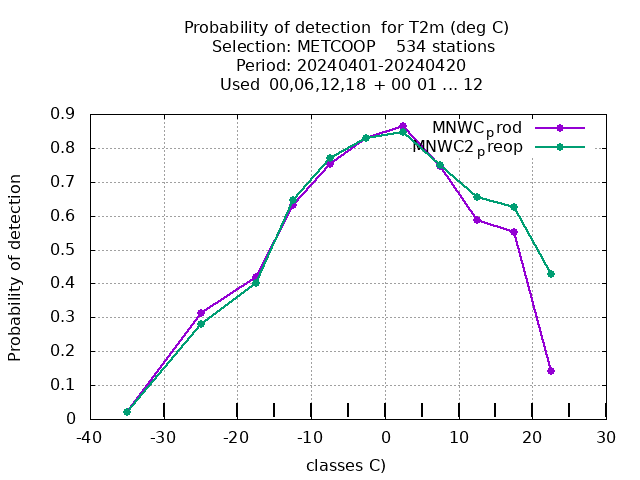 Probability of detection  for T2m (deg C)
Selection: METCOOP    534 stations
Period: 20240401-20240420
Used 00,06,12,18 + 00 01 ... 12
MNWCprod
MNWC2preop
Probability of detection
0.9
0.8
0.7
0.6
0.5
0.4
0.3
0.2
0.1
0
-40 -30 -20 -10 0 10 20 30
classes C)